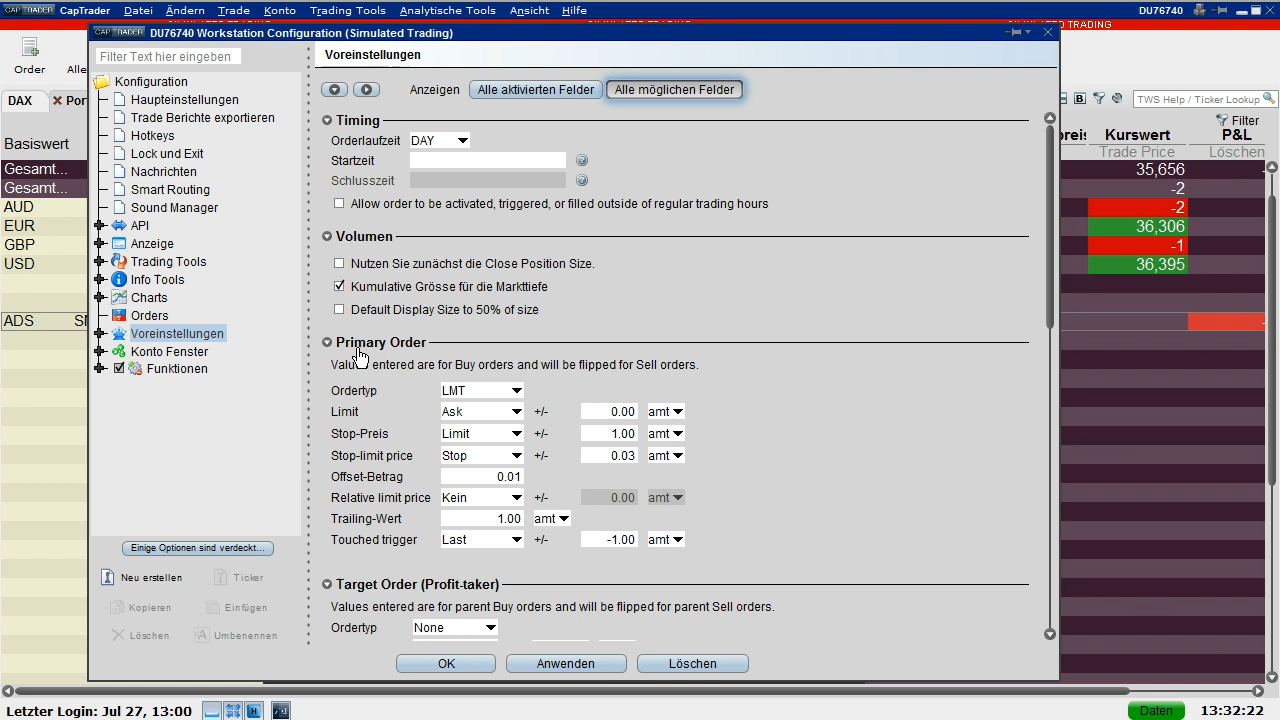 CAP TRADER CapTrader Datei Ändern Trade Konto Trading Tools Analytische Tools Ansicht Hilfe DU76740
CAP TRADER DU76740 Workstation Configuration (Simulated Trading)
TRADING
Order Alle
DAX Por
Basiswert
Gesamt...
Gesamt...
AUD
EUR
GBP
USD
ADS
Filter Text hier eingeben
Konfiguration
Haupteinstellungen
Trade Berichte exportieren
Hotkeys
Lock und Exit
Nachrichten
Smart Routing
Sound Manager
API
Anzeige
Trading Tools
Info Tools
Charts
Orders
Voreinstellungen
Konto Fenster
Funktionen
Einige Optionen sind verdeckt...
Neu erstellen Ticker
Kopieren Einfügen
Löschen Umbenennen
Voreinstellungen
Anzeigen Alle aktivierten Felder Alle möglichen Felder
Timing
Orderlaufzeit DAY
Startzeit
Schlusszeit
Allow order to be activated, triggered, or filled outside of regular trading hours
Volumen
Nutzen Sie zunächst die Close Position Size.
Kumulative Grösse für die Markttiefe
Default Display Size to 50% of size
Primary Order
Values entered are for Buy orders and will be flipped for Sell orders.
Ordertyp LMT
Limit Ask +/- 0.00 amt
Stop-Preis Limit +/- 1.00 amt
Stop-limit price Stop +/- 0.03 amt
Offset-Betrag 0.01
Relative limit price Kein +/- 0.00 amt
Trailing-Wert 1.00 amt
Touched trigger Last +/- -1.00 amt
Target Order (Profit-taker)
Values entered are for parent Buy orders and will be flipped for parent Sell orders.
Ordertyp None
OK Anwenden Löschen
B TWS Help / Ticker Lookup
Filter
preis Kurswert P&L
Trade Price Löschen
35,656
-2
-2
36,306
-1
36,395
Letzter Login: Jul 27, 13:00 Daten 13:32:22